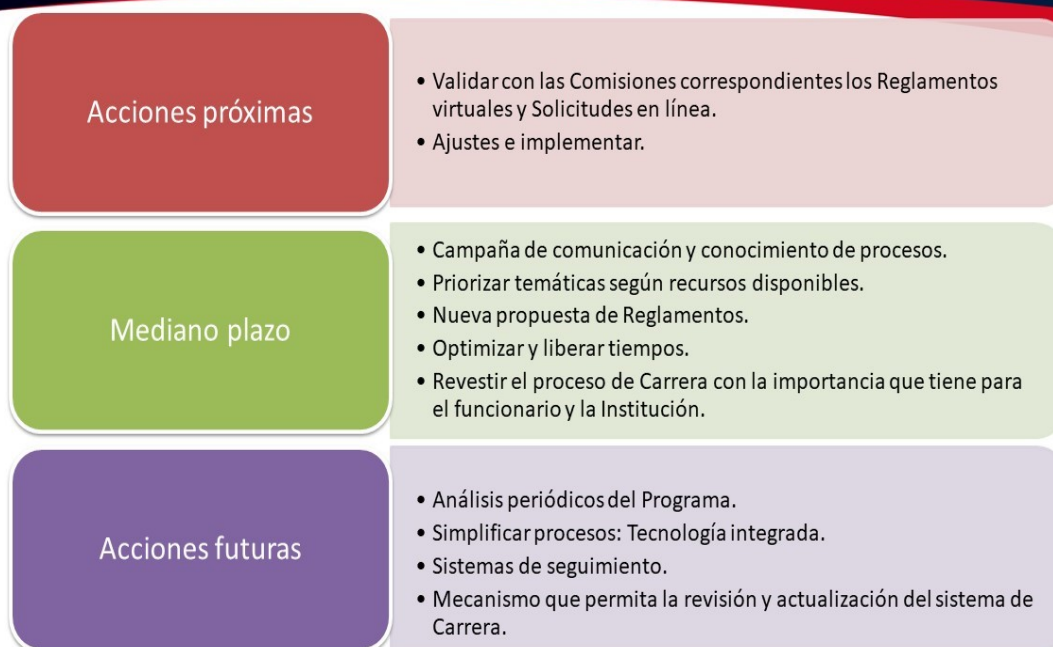 Acciones próximas
• Validar con las Comisiones correspondientes los Reglamentos
virtuales y Solicitudes en línea.
• Ajustes e implementar.
Mediano plazo
• Campaña de comunicación y conocimiento de procesos.
• Priorizar temáticas según recursos disponibles.
• Nueva propuesta de Reglamentos.
• Optimizar y liberar tiempos.
• Revestir el proceso de Carrera con la importancia que tiene para
el funcionario y la Institución.
Acciones futuras
• Análisis periódicos del Programa.
• Simplificar procesos: Tecnología integrada.
• Sistemas de seguimiento.
• Mecanismo que permita la revisión y actualización del sistema de
Carrera.